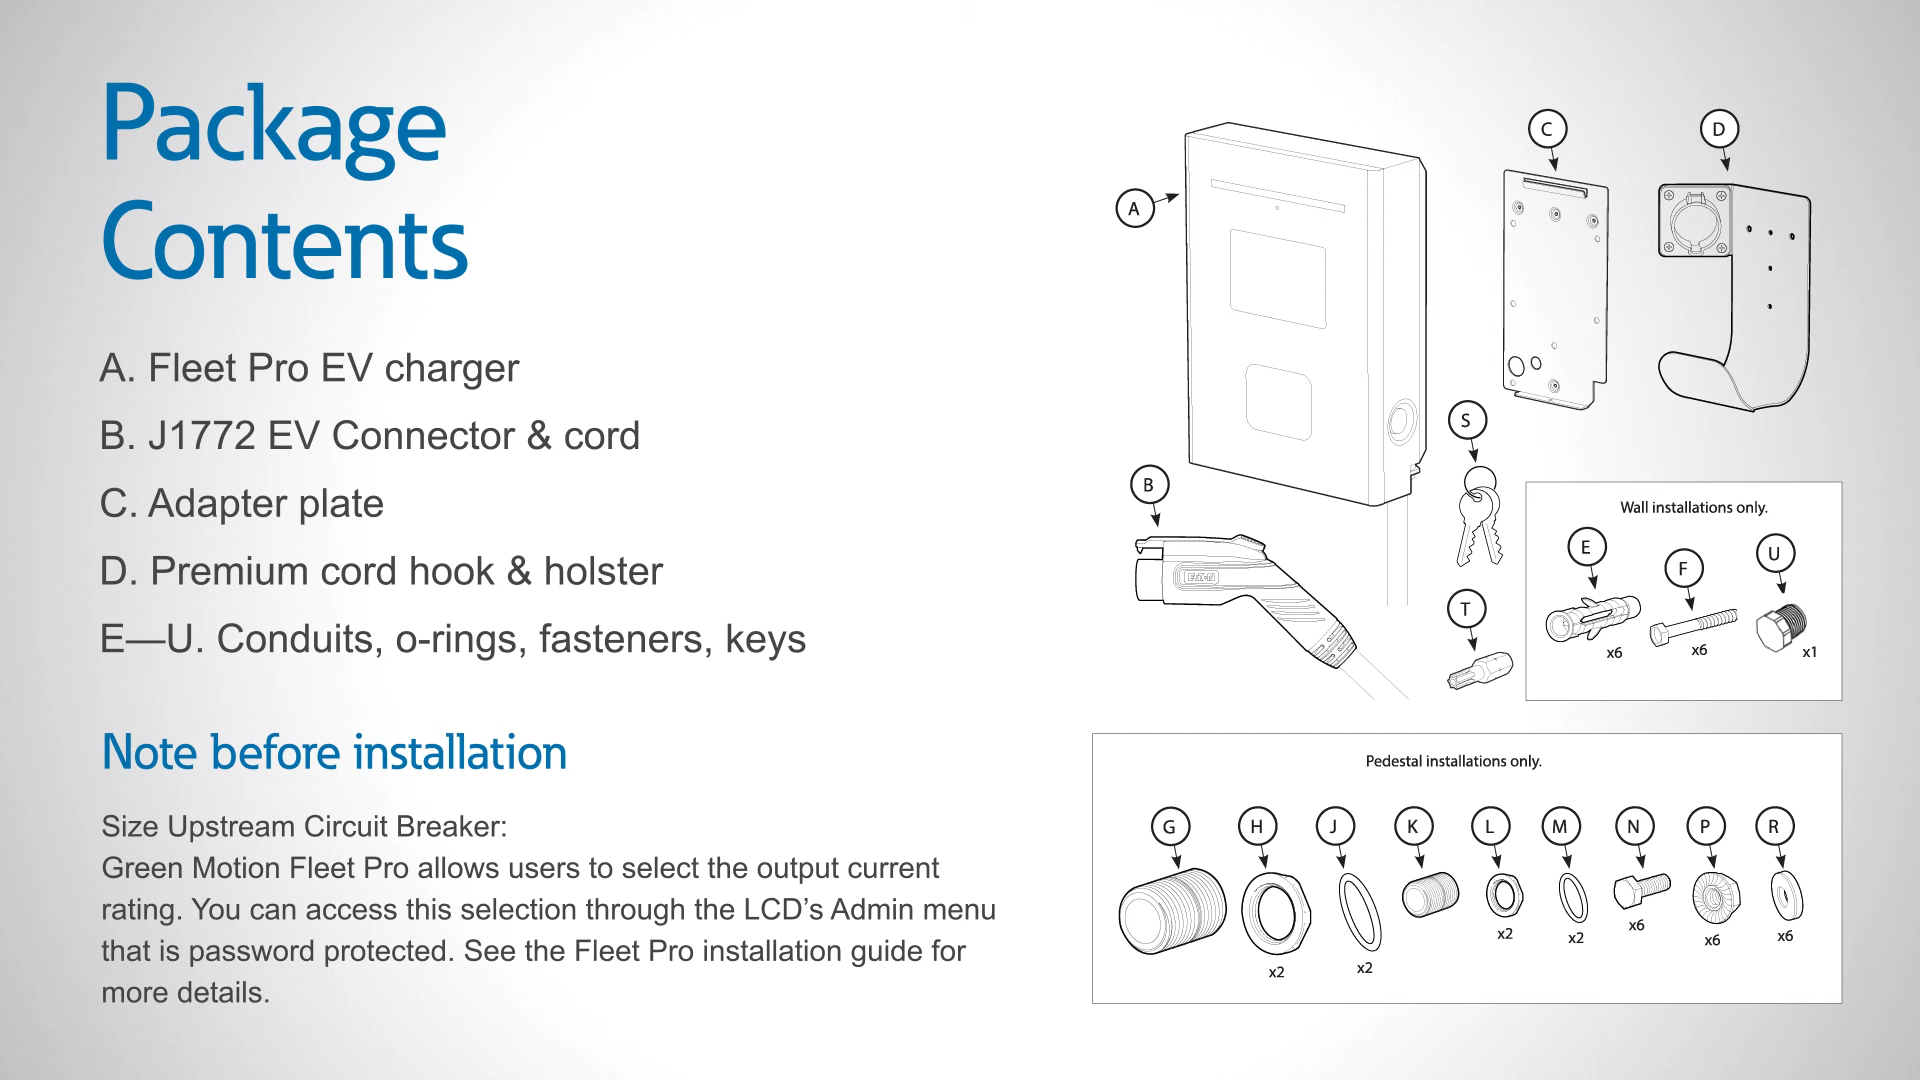 Package
Contents
A. Fleet Pro EV charger
B. J1772 EV Connector & cord
C. Adapter plate
D. Premium cord hook & holster
E—U. Conduits, o-rings, fasteners, keys
Note before installation
Size Upstream Circuit Breaker:
Green Motion Fleet Pro allows users to select the output current
rating. You can access this selection through the LCD’s Admin menu
that is password protected. See the Fleet Pro installation guide for
more details.
A
C
D
S
B
EATON
T
Wall installations only.
E
F
U
x6
x6
x1
Pedestal installations only.
G
H
J
K
L
M
N
P
R
x2
x2
x2
x2
x6
x6
x6